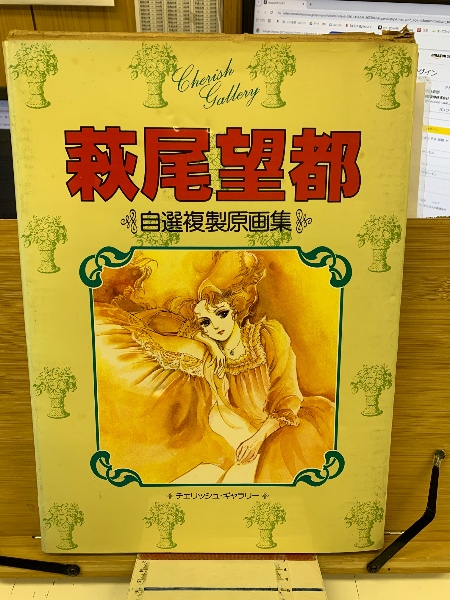 Cherish
Gallery
萩尾望都
自選複製原画集
チェリッシュ・ギャラリー